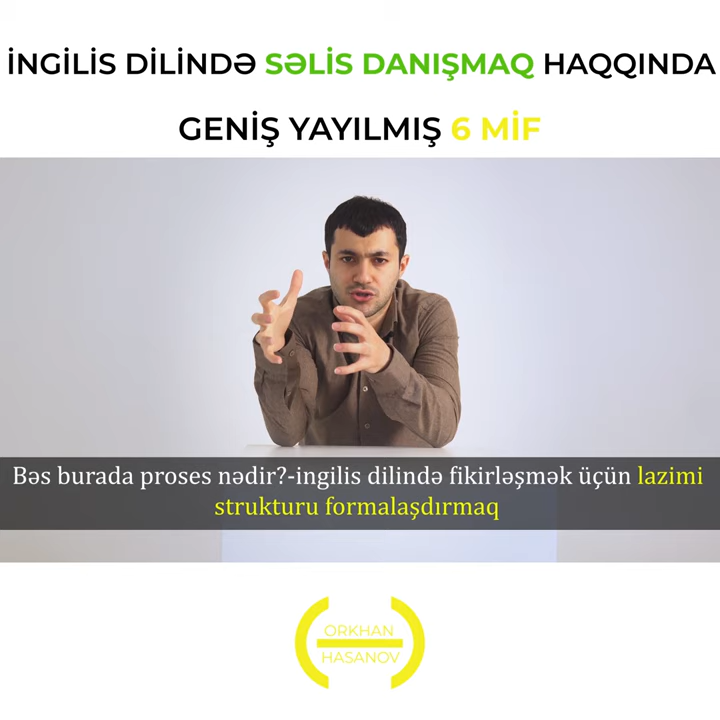 İNGİLİS DİLİNDƏ SƏLİS DANIŞMAQ HAQQINDA
GENİŞ YAYILMIŞ 6 MİF
Bəs burada proses nədir?-ingilis dilində fikirləşmək üçün lazimi
strukturu formalaşdırmaq
ORKHAN
HASANOV